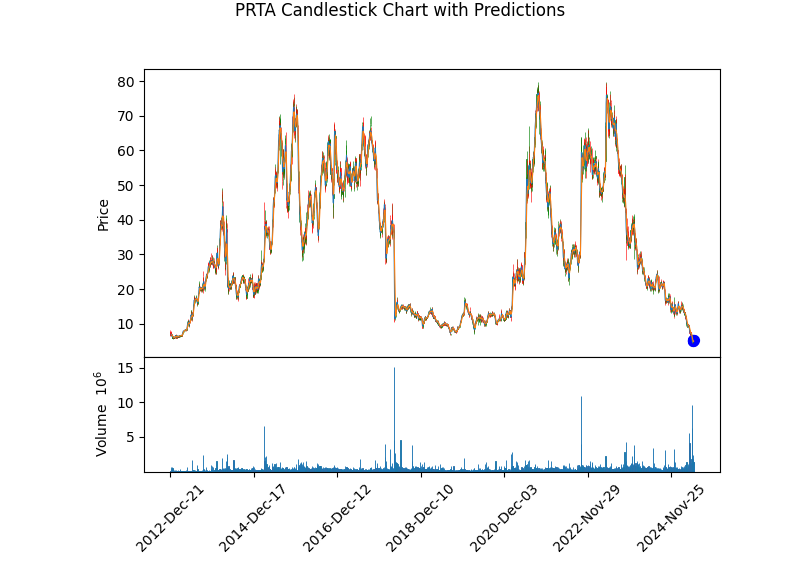 PRTA Candlestick Chart with Predictions
80
70
60
50
40
30
20
10
Price
15
10
5
Volume 10^6
2012-Dec-21
2014-Dec-17
2016-Dec-12
2018-Dec-10
2020-Dec-03
2022-Nov-29
2024-Nov-25